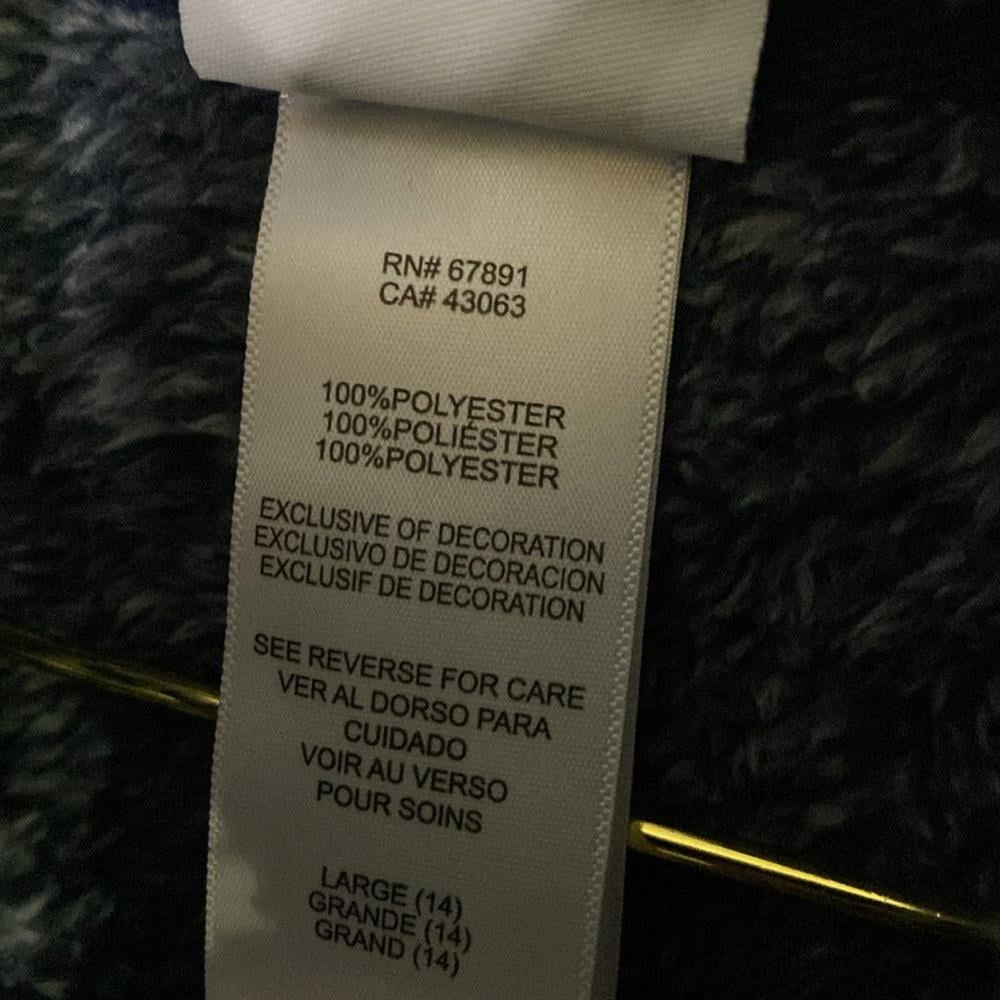 RN# 67891
CA# 43063
100%POLYESTER
100%POLIÉSTER
100%POLYESTER
EXCLUSIVE OF DECORATION
EXCLUSIVO DE DECORACION
EXCLUSIF DE DECORATION
SEE REVERSE FOR CARE
VER AL DORSO PARA
CUIDADO
VOIR AU VERSO
POUR SOINS
LARGE (14)
GRANDE (14)
GRAND (14)